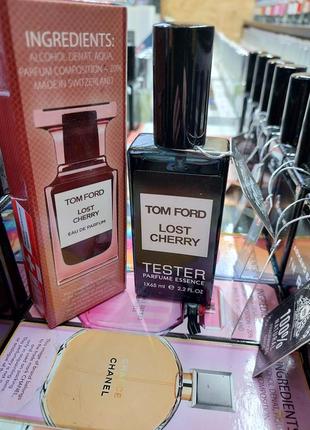 INGREDIENTS:
ALCOHOL DENAT, AQUA,
PARFUM COMPOSITION - 20%
MADE IN SWITZERLAND
TOM FORD
LOST
CHERRY
EAU DE PARFUM
TOM FORD
LOST
CHERRY
TESTER
PARFUME ESSENCE
1X65 ml ℮ 2.2 FL.OZ
100%
CHANCE
CHANEL
INGREDIENTS: